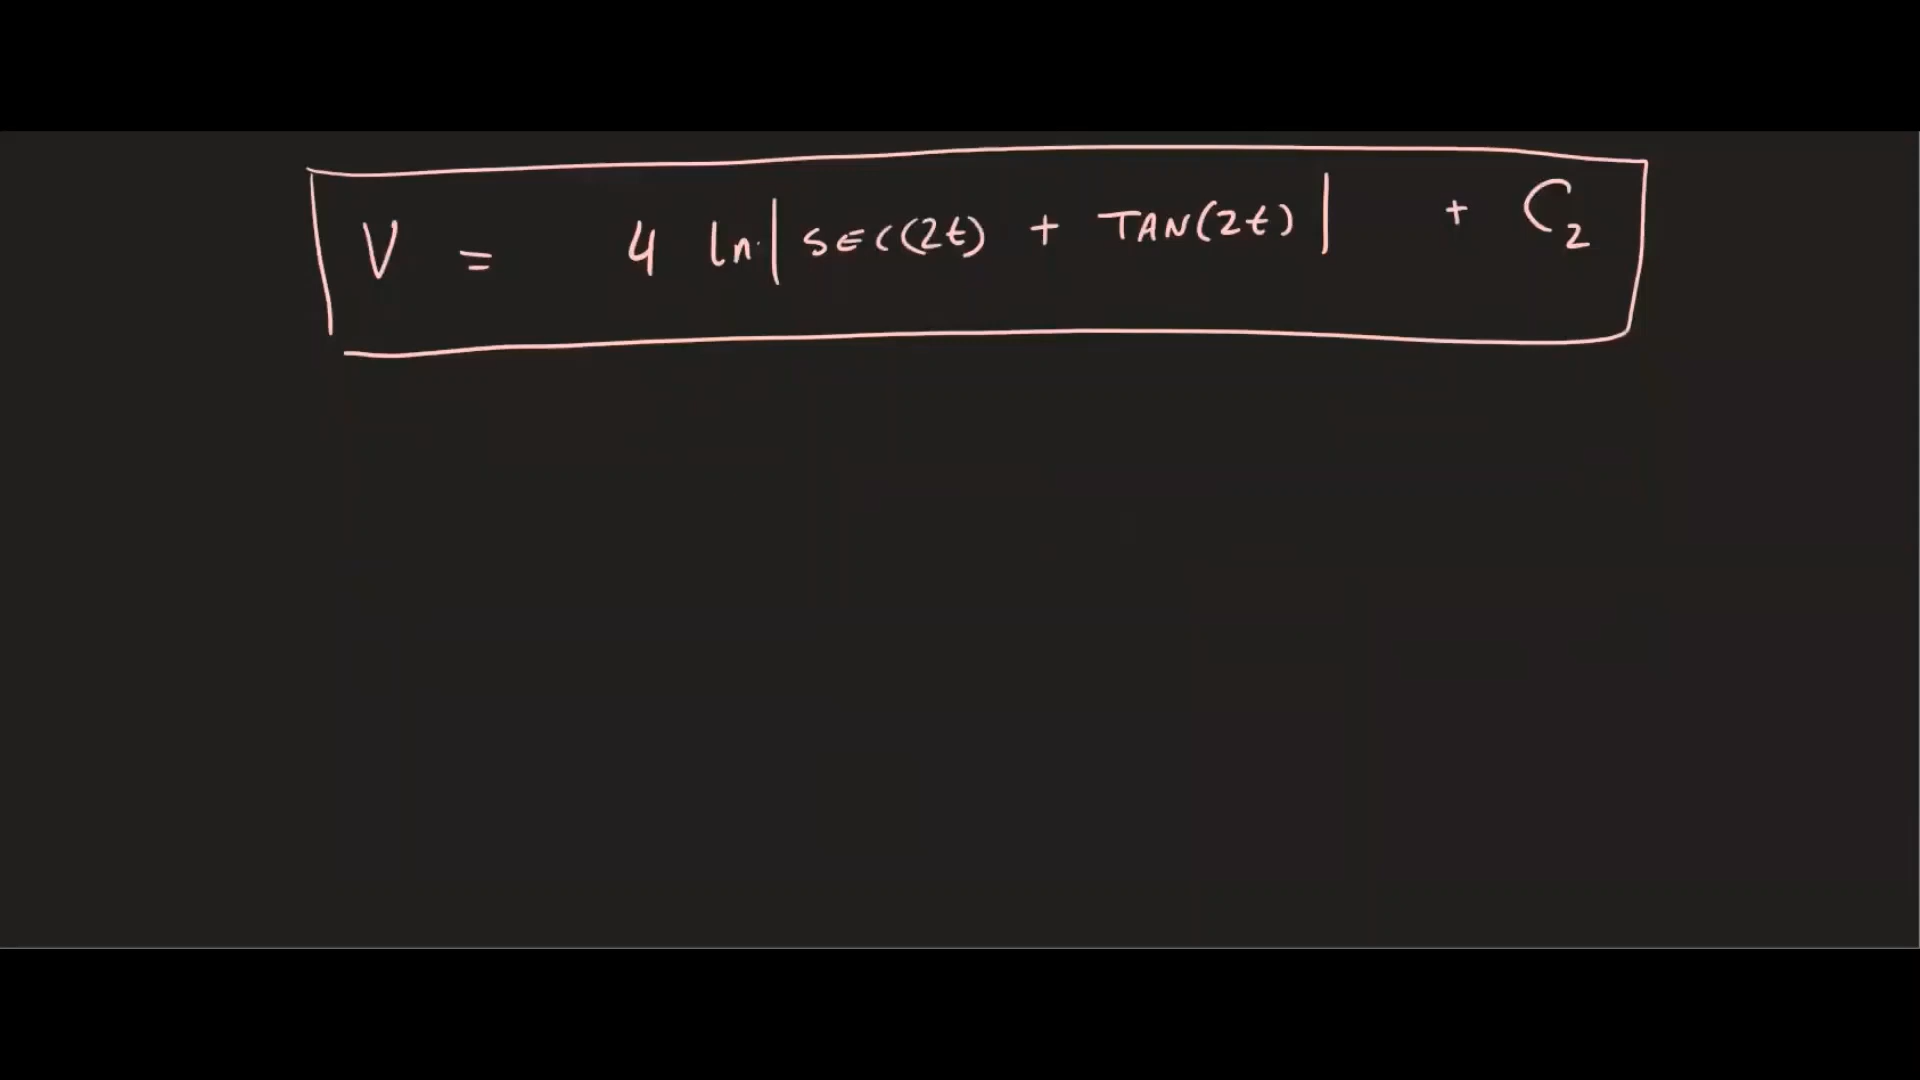 V = 4 ln|SEC(2t) + TAN(2t)| + C₂